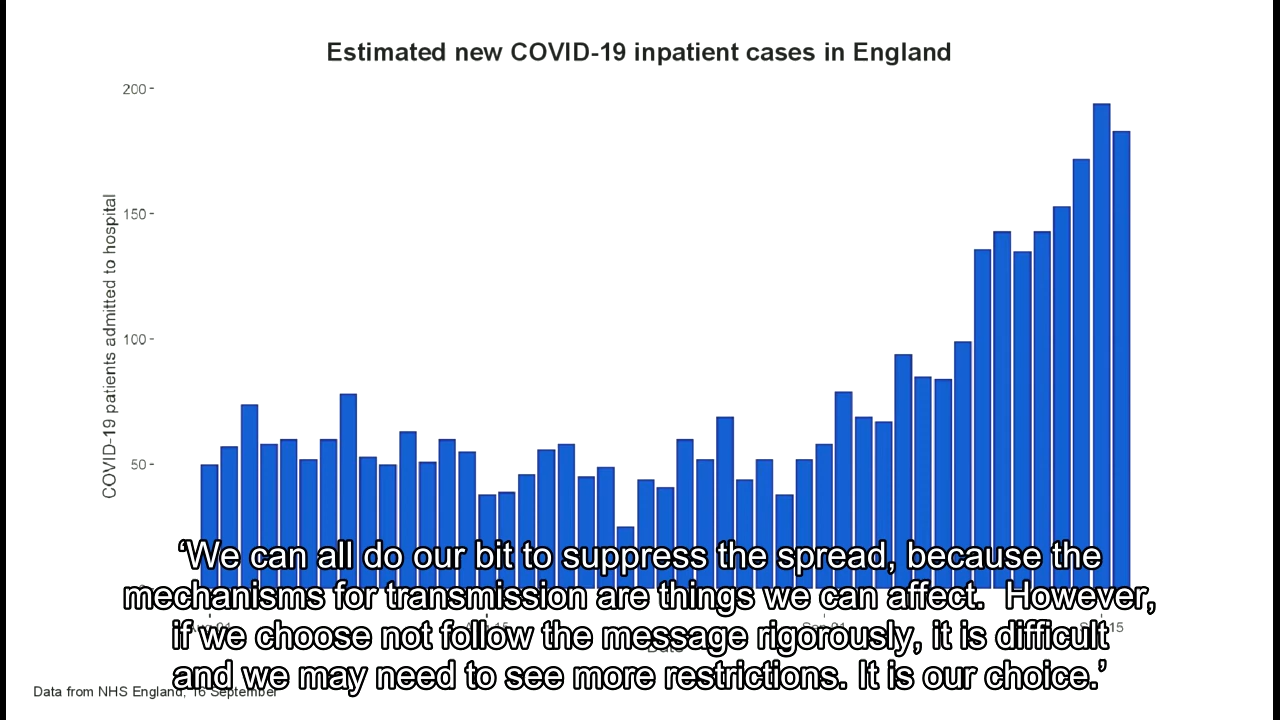 Estimated new COVID-19 inpatient cases in England
200
150
100
50
COVID-19 patients admitted to hospital
‘We can all do our bit to suppress the spread, because the
mechanisms for transmission are things we can affect.  However,
if we choose not follow the message rigorously, it is difficult
and we may need to see more restrictions. It is our choice.’
Data from NHS England, 16 September